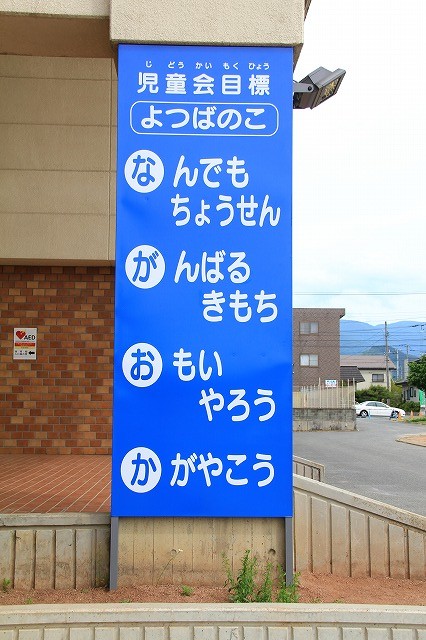 じ どう かい もく ひょう
児童会目標
よつばのこ
なんでも
ちょうせん
がんばる
きもち
おもい
やろう
かがやこう
AED